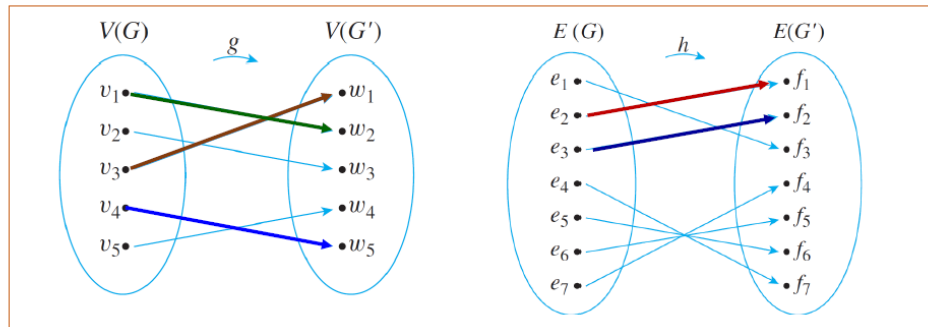 V(G) g V(G')
v1 w1
v2 w2
v3 w3
v4 w4
v5 w5
E (G) h E(G')
e1 f1
e2 f2
e3 f3
e4 f4
e5 f5
e6 f6
e7 f7